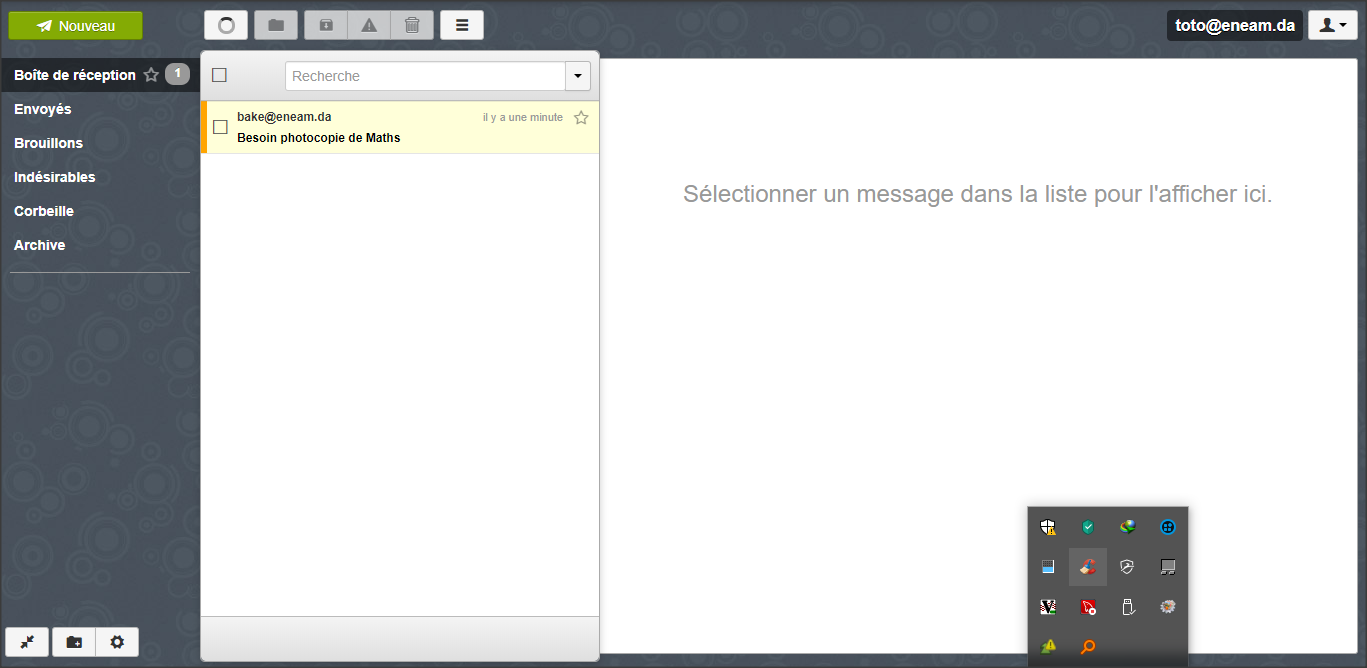 Nouveau
toto@eneam.da
Boîte de réception 1
Envoyés
Brouillons
Indésirables
Corbeille
Archive
Recherche
bake@eneam.da il y a une minute
Besoin photocopie de Maths
Sélectionner un message dans la liste pour l'afficher ici.